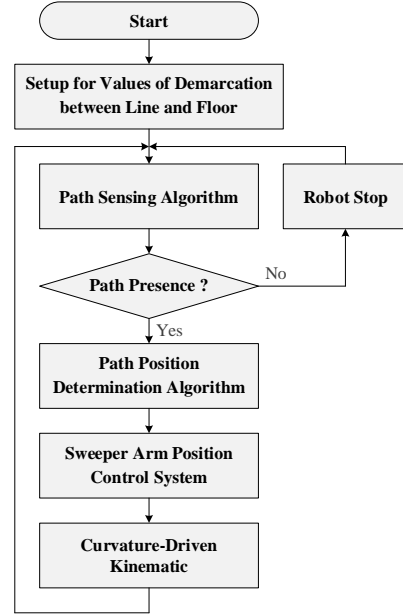 Start
Setup for Values of Demarcation
between Line and Floor
Path Sensing Algorithm
Robot Stop
Path Presence ?
No
Yes
Path Position
Determination Algorithm
Sweeper Arm Position
Control System
Curvature-Driven
Kinematic